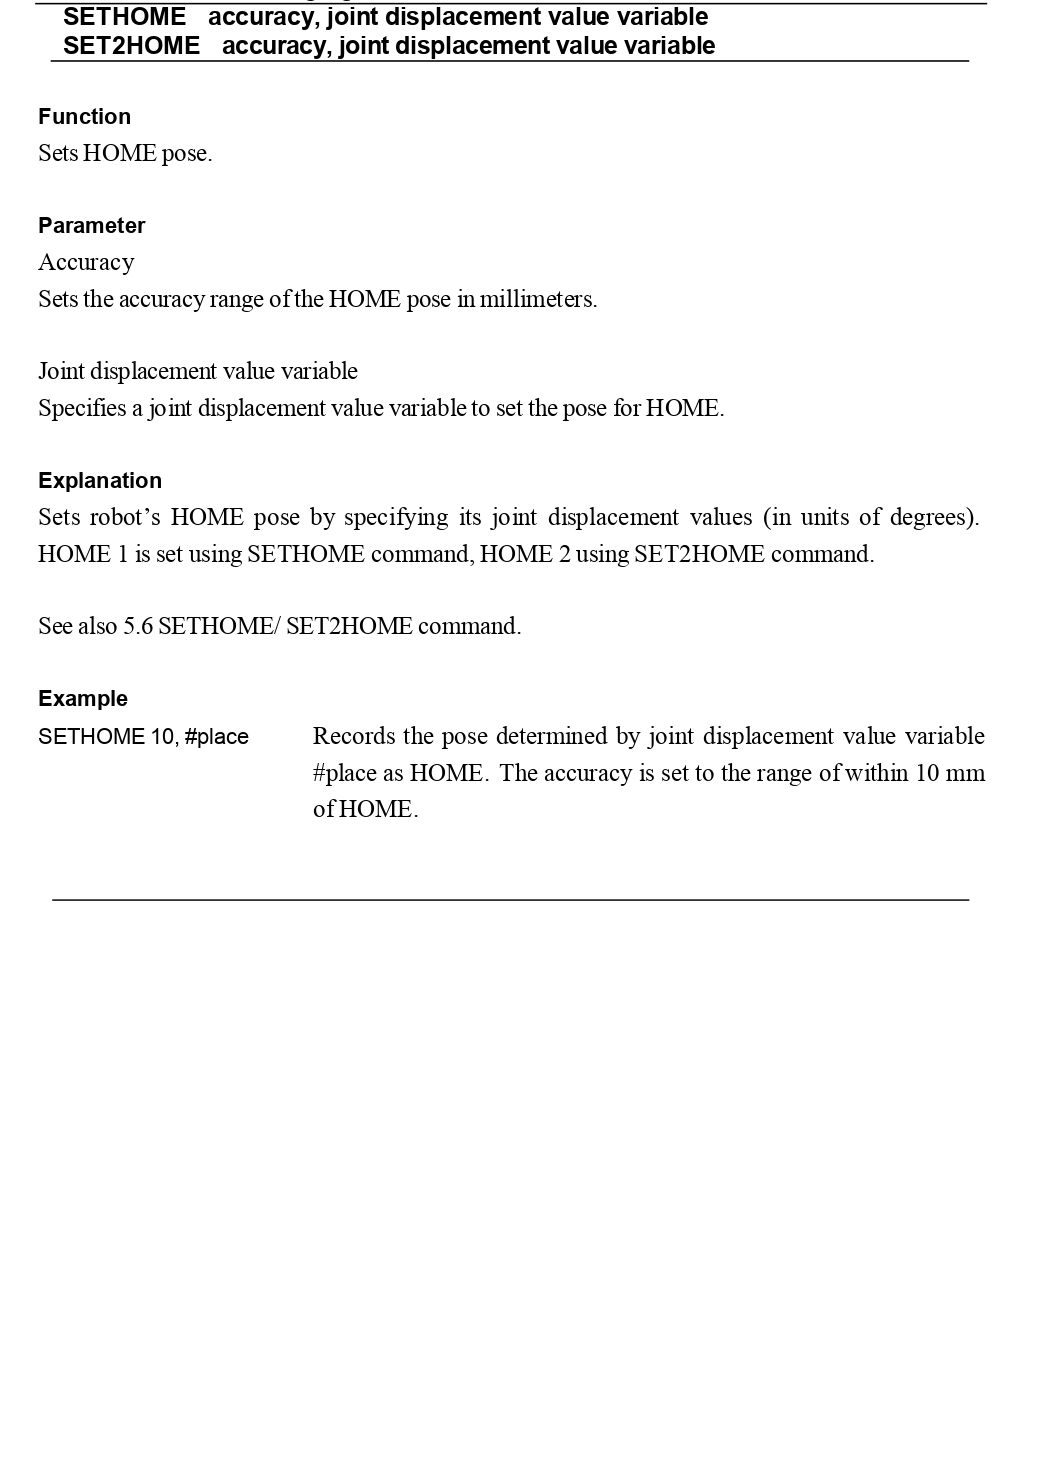 SETHOME accuracy, joint displacement value variable
SET2HOME accuracy, joint displacement value variable
Function
Sets HOME pose.
Parameter
Accuracy
Sets the accuracy range of the HOME pose in millimeters.
Joint displacement value variable
Specifies a joint displacement value variable to set the pose for HOME.
Explanation
Sets robot’s HOME pose by specifying its joint displacement values (in units of degrees).
HOME 1 is set using SETHOME command, HOME 2 using SET2HOME command.
See also 5.6 SETHOME/ SET2HOME command.
Example
SETHOME 10, #place Records the pose determined by joint displacement value variable
#place as HOME. The accuracy is set to the range of within 10 mm
of HOME.